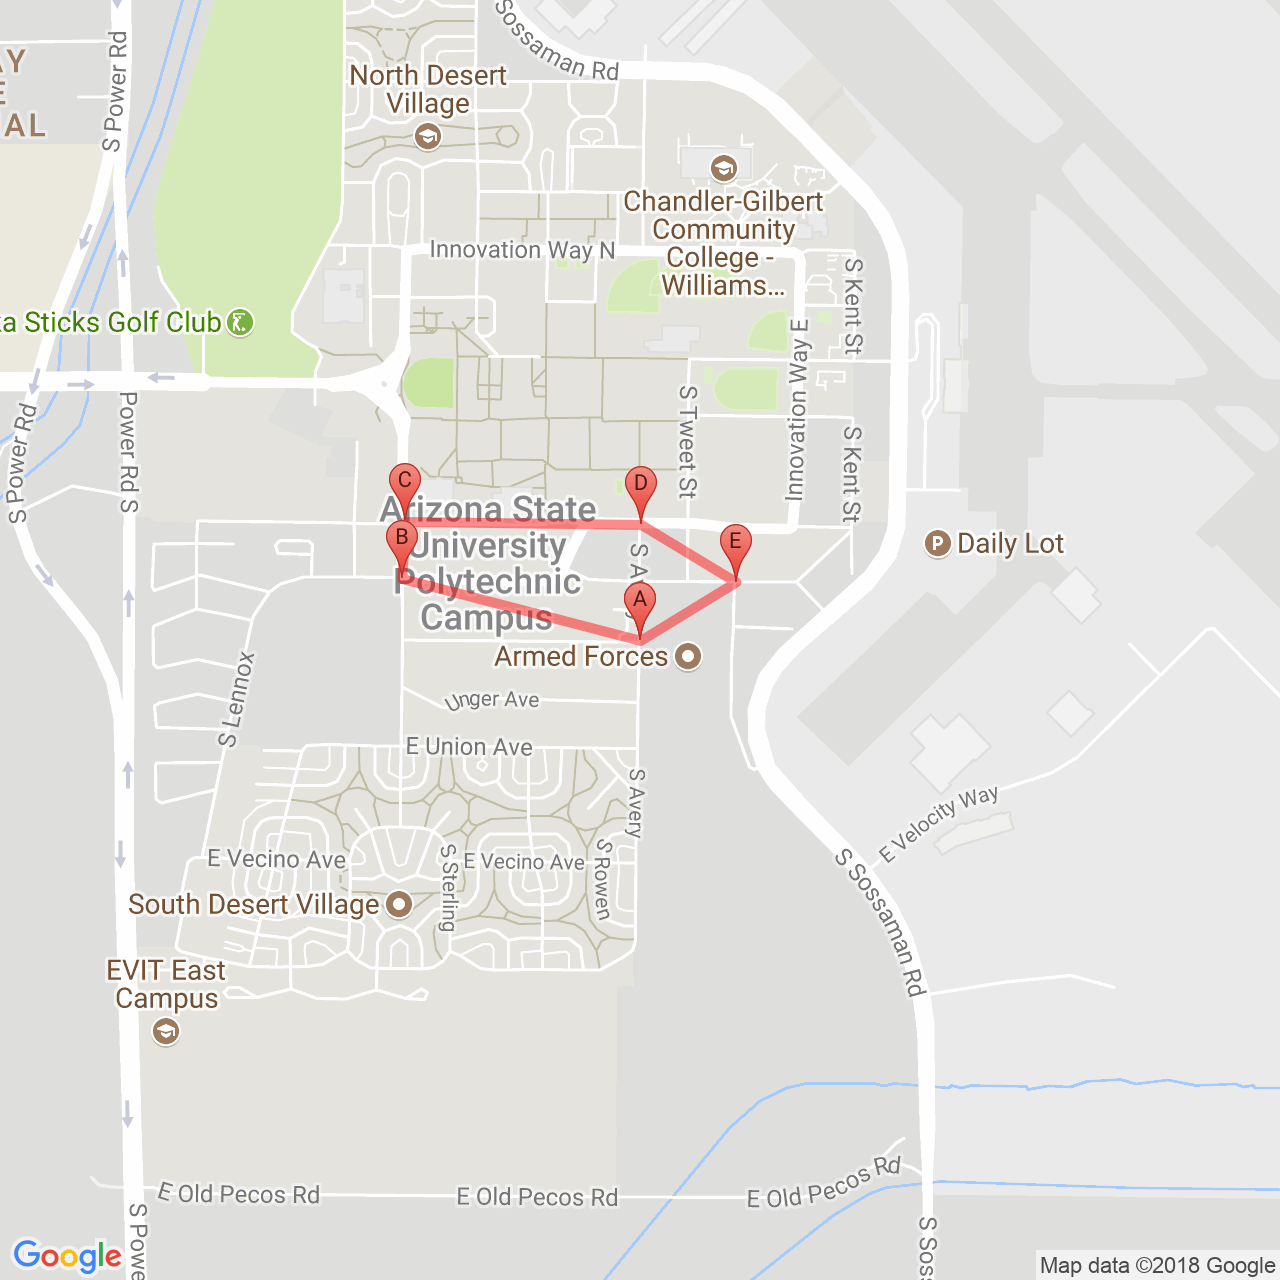 S Power Rd
Sossaman Rd
AY
E
AL
North Desert
Village
Chandler-Gilbert
Community
College -
Williams...
Innovation Way N
S Kent St
ka Sticks Golf Club
Innovation Way E
S Tweet St
S Power Rd
Power Rd S
S Kent St
C
D
Arizona State
University
Polytechnic
Campus
B
E
P
Daily Lot
S A
A
Armed Forces
S Lennox
Unger Ave
E Union Ave
S Avery
E Velocity Way
E Vecino Ave
S Sterling
E Vecino Ave
S Rowen
S Sossaman Rd
South Desert Village
EVIT East
Campus
E Old Pecos Rd
E Old Pecos Rd
E Old Pecos Rd
S Powe
S Soss
Google
Map data ©2018 Google